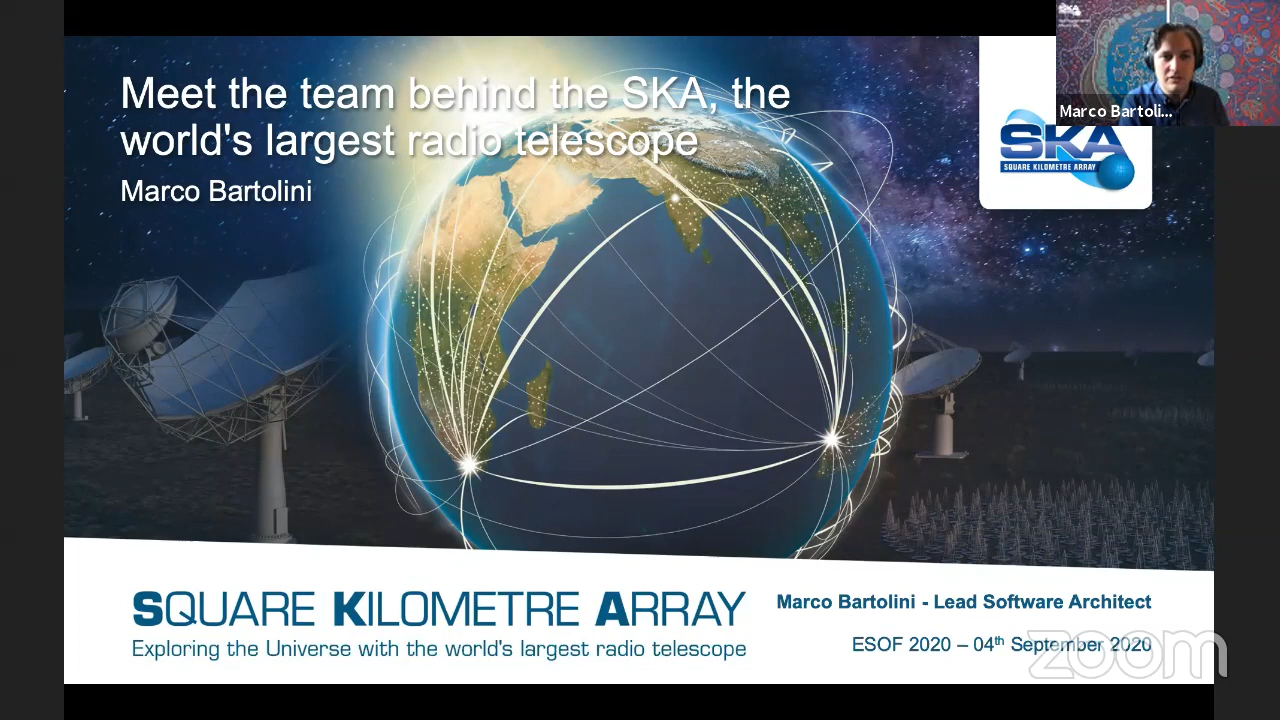 Meet the team behind the SKA, the
world's largest radio telescope
Marco Bartolini
Marco Bartoli...
SKA
SQUARE KILOMETRE ARRAY
SQUARE KILOMETRE ARRAY
Exploring the Universe with the world's largest radio telescope
Marco Bartolini - Lead Software Architect
ESOF 2020 – 04th September 2020
zoom